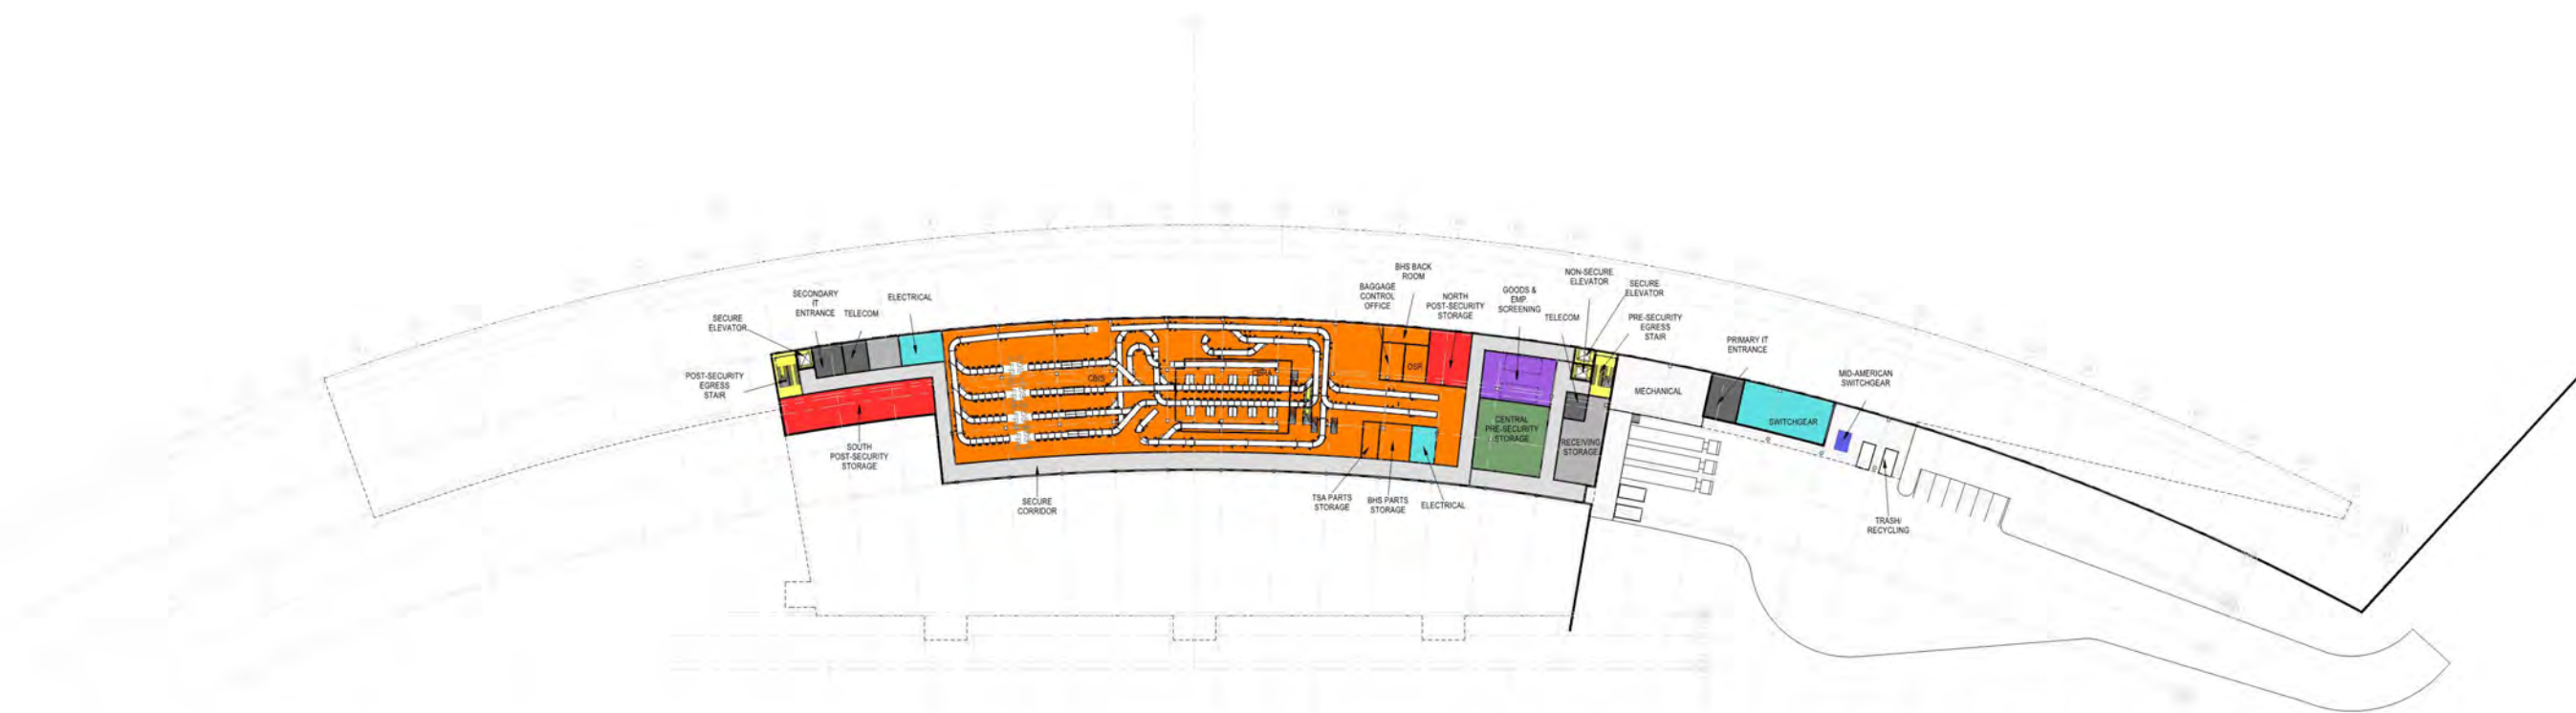 SECURE
ELEVATOR
SECONDARY
IT
ENTRANCE
TELECOM
ELECTRICAL
POST-SECURITY
EGRESS
STAIR
SOUTH
POST-SECURITY
STORAGE
SECURE
CORRIDOR
CBIS
CBRA
BAGGAGE
CONTROL
OFFICE
BHS BACK
ROOM
OSR
NORTH
POST-SECURITY
STORAGE
TSA PARTS
STORAGE
BHS PARTS
STORAGE
ELECTRICAL
GOODS &
EMP.
SCREENING
CENTRAL
PRE-SECURITY
STORAGE
TELECOM
NON-SECURE
ELEVATOR
SECURE
ELEVATOR
PRE-SECURITY
EGRESS
STAIR
RECEIVING
STORAGE
MECHANICAL
PRIMARY IT
ENTRANCE
SWITCHGEAR
MID-AMERICAN
SWITCHGEAR
TRASH/
RECYCLING